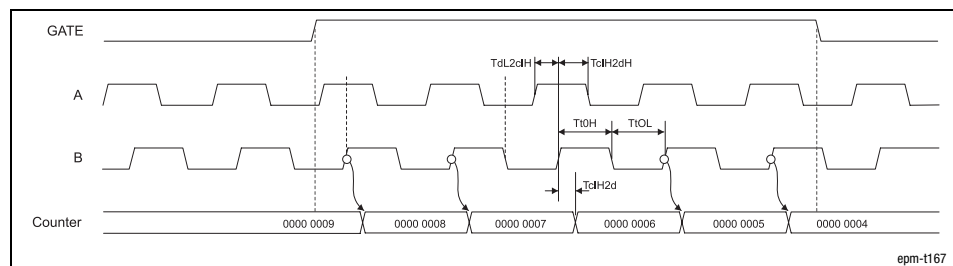 GATE
TdL2clH
TclH2dH
A
Tt0H
TtOL
B
TclH2d
Counter
0000 0009
0000 0008
0000 0007
0000 0006
0000 0005
0000 0004
epm-t167